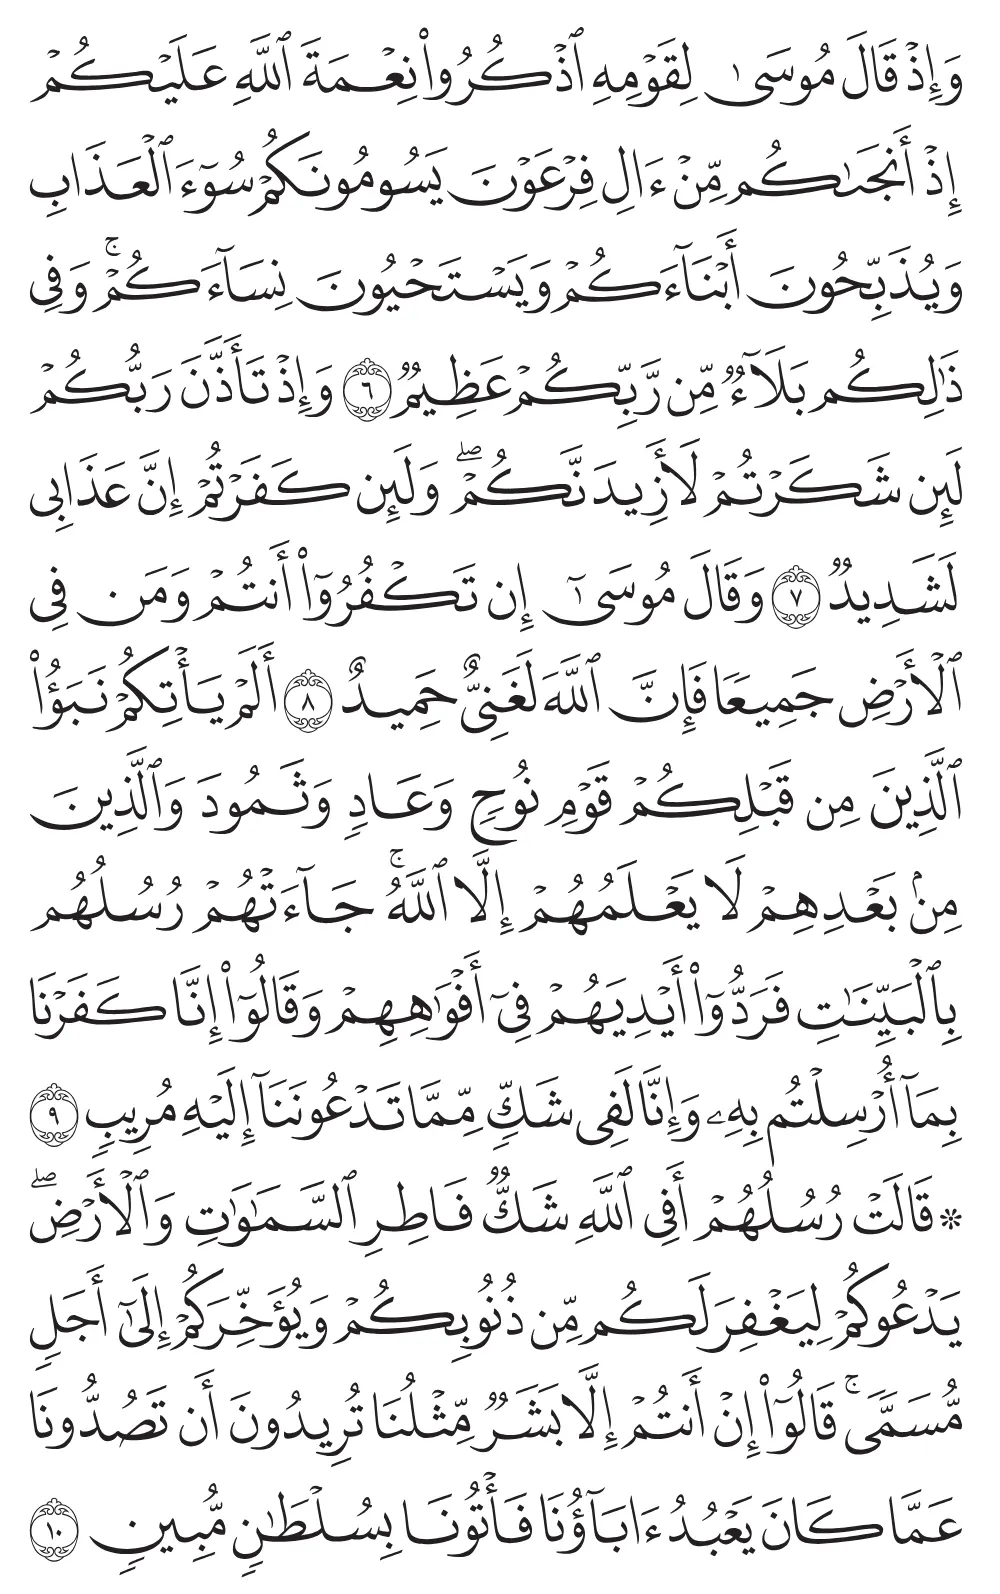 وَإِذۡ قَالَ مُوسَىٰ لِقَوۡمِهِ ٱذۡكُرُواْ نِعۡمَةَ ٱللَّهِ عَلَيۡكُمۡ
إِذۡ أَنجَىٰكُم مِّنۡ ءَالِ فِرۡعَوۡنَ يَسُومُونَكُمۡ سُوٓءَ ٱلۡعَذَابِ
وَيُذَبِّحُونَ أَبۡنَآءَكُمۡ وَيَسۡتَحۡيُونَ نِسَآءَكُمۡۚ وَفِي
ذَٰلِكُم بَلَآءٞ مِّن رَّبِّكُمۡ عَظِيمٞ ٦ وَإِذۡ تَأَذَّنَ رَبُّكُمۡ
لَئِن شَكَرۡتُمۡ لَأَزِيدَنَّكُمۡۖ وَلَئِن كَفَرۡتُمۡ إِنَّ عَذَابِي
لَشَدِيدٞ ٧ وَقَالَ مُوسَىٰٓ إِن تَكۡفُرُوٓاْ أَنتُمۡ وَمَن فِي
ٱلۡأَرۡضِ جَمِيعٗا فَإِنَّ ٱللَّهَ لَغَنِيٌّ حَمِيدٌ ٨ أَلَمۡ يَأۡتِكُمۡ نَبَؤُاْ
ٱلَّذِينَ مِن قَبۡلِكُمۡ قَوۡمِ نُوحٖ وَعَادٖ وَثَمُودَ وَٱلَّذِينَ
مِنۢ بَعۡدِهِمۡ لَا يَعۡلَمُهُمۡ إِلَّا ٱللَّهُۚ جَآءَتۡهُمۡ رُسُلُهُم
بِٱلۡبَيِّنَٰتِ فَرَدُّوٓاْ أَيۡدِيَهُمۡ فِيٓ أَفۡوَٰهِهِمۡ وَقَالُوٓاْ إِنَّا كَفَرۡنَا
بِمَآ أُرۡسِلۡتُم بِهِۦ وَإِنَّا لَفِي شَكّٖ مِّمَّا تَدۡعُونَنَآ إِلَيۡهِ مُرِيبٖ ٩
۞ قَالَتۡ رُسُلُهُمۡ أَفِي ٱللَّهِ شَكّٞ فَاطِرِ ٱلسَّمَٰوَٰتِ وَٱلۡأَرۡضِۖ
يَدۡعُوكُمۡ لِيَغۡفِرَ لَكُم مِّن ذُنُوبِكُمۡ وَيُؤَخِّرَكُمۡ إِلَىٰٓ أَجَلٖ
مُّسَمّٗىۚ قَالُوٓاْ إِنۡ أَنتُمۡ إِلَّا بَشَرٞ مِّثۡلُنَا تُرِيدُونَ أَن تَصُدُّونَا
عَمَّا كَانَ يَعۡبُدُ ءَابَآؤُنَا فَأۡتُونَا بِسُلۡطَٰنٖ مُّبِينٖ ١٠